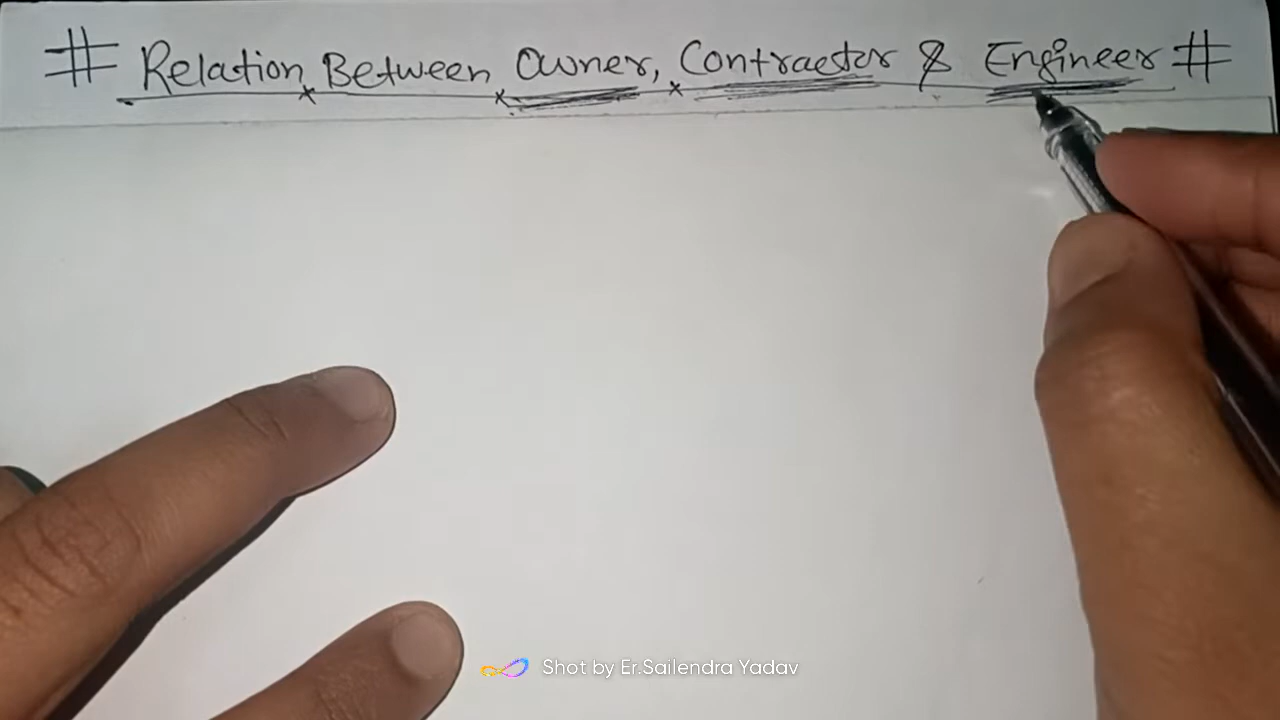 # Relation Between Owner, Contractor & Engineer #
Shot by Er.Sailendra Yadav